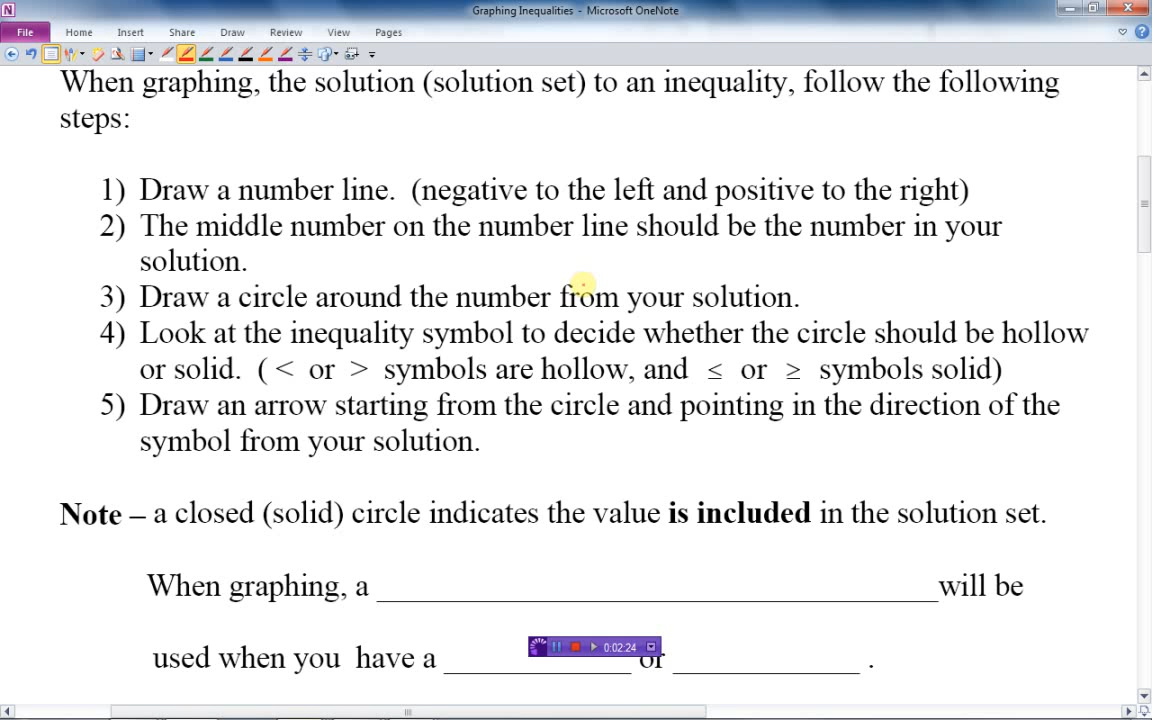 Graphing Inequalities - Microsoft OneNote
File Home Insert Share Draw Review View Pages
When graphing, the solution (solution set) to an inequality, follow the following
steps:
1) Draw a number line. (negative to the left and positive to the right)
2) The middle number on the number line should be the number in your
solution.
3) Draw a circle around the number from your solution.
4) Look at the inequality symbol to decide whether the circle should be hollow
or solid. ( < or > symbols are hollow, and ≤ or ≥ symbols solid)
5) Draw an arrow starting from the circle and pointing in the direction of the
symbol from your solution.
Note – a closed (solid) circle indicates the value is included in the solution set.
When graphing, a ______________________________ will be
0:02:24
used when you have a __________ or __________ .